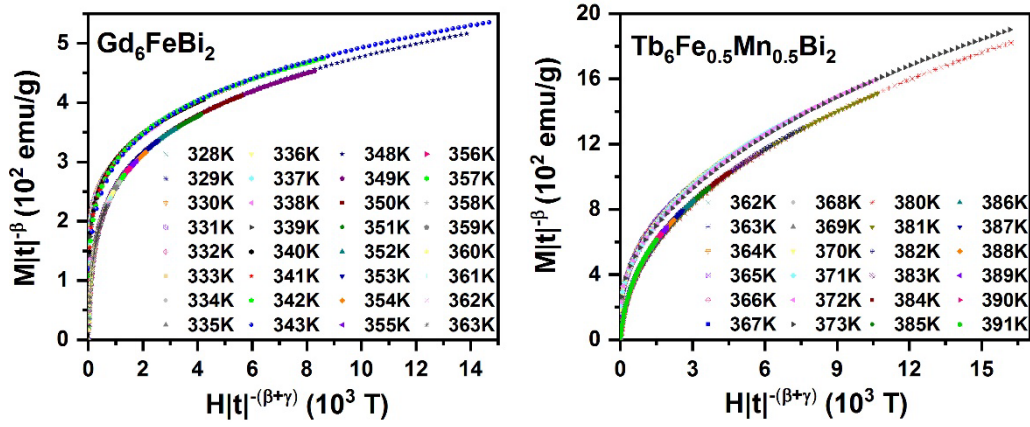 Gd6FeBi2
M|t|^-β (10^2 emu/g)
5
4
3
2
1
0
328K 336K 348K 356K
329K 337K 349K 357K
330K 338K 350K 358K
331K 339K 351K 359K
332K 340K 352K 360K
333K 341K 353K 361K
334K 342K 354K 362K
335K 343K 355K 363K
0 2 4 6 8 10 12 14
H|t|^-(β+γ) (10^3 T)
Tb6Fe0.5Mn0.5Bi2
M|t|^-β (10^2 emu/g)
20
16
12
8
4
0
362K 368K 380K 386K
363K 369K 381K 387K
364K 370K 382K 388K
365K 371K 383K 389K
366K 372K 384K 390K
367K 373K 385K 391K
0 3 6 9 12 15
H|t|^-(β+γ) (10^3 T)